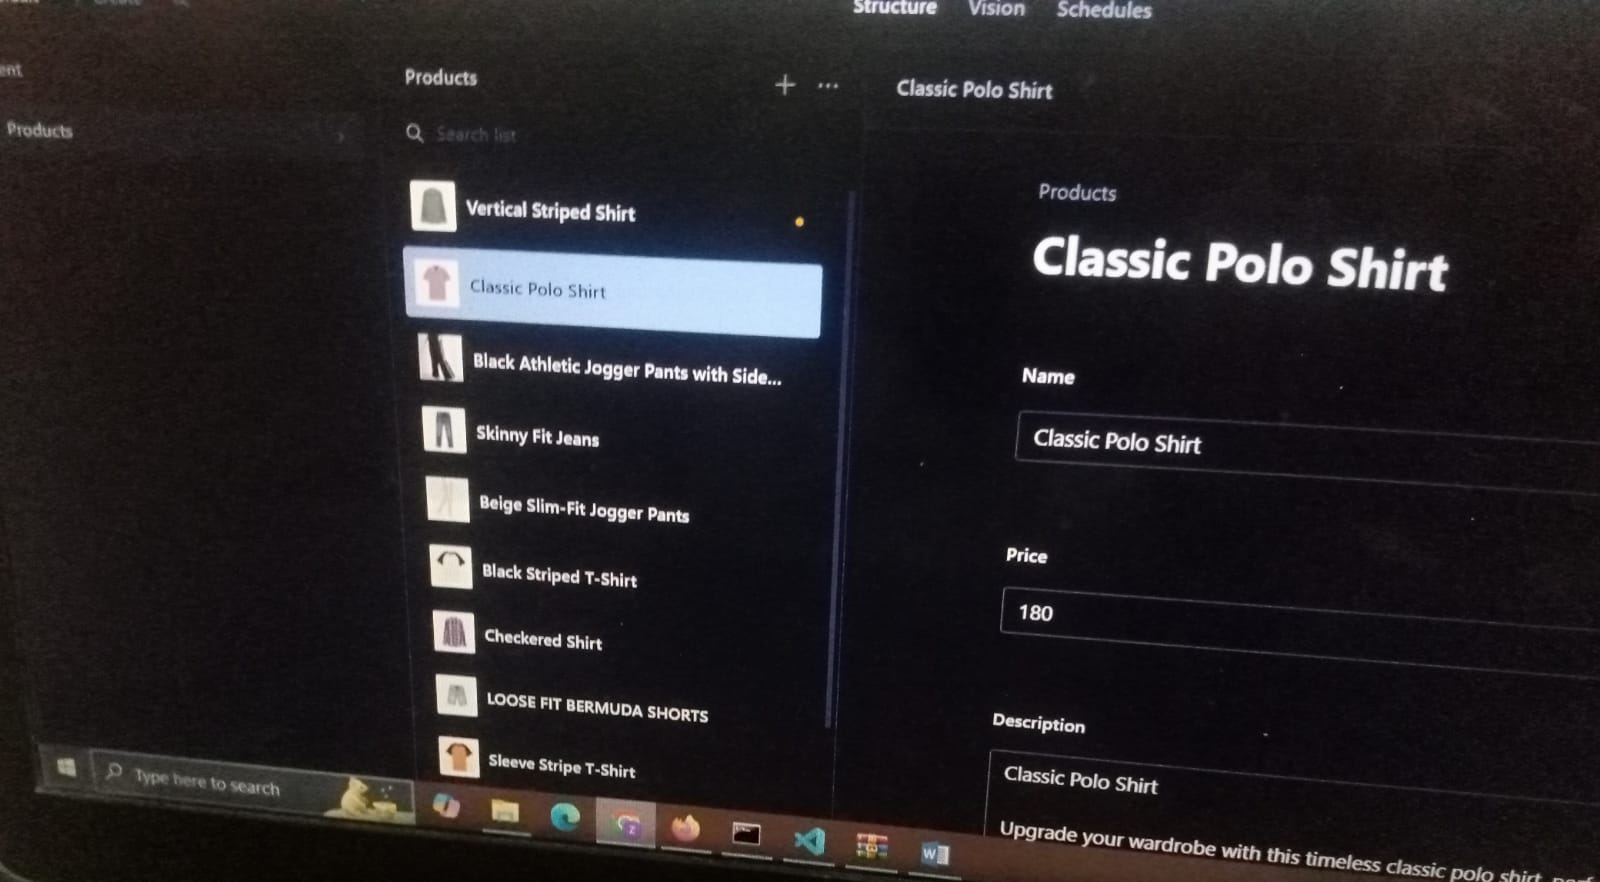 Structure Vision Schedules
ent
Products
Products
Search list
Vertical Striped Shirt
Classic Polo Shirt
Black Athletic Jogger Pants with Side...
Skinny Fit Jeans
Beige Slim-Fit Jogger Pants
Black Striped T-Shirt
Checkered Shirt
LOOSE FIT BERMUDA SHORTS
Sleeve Stripe T-Shirt
Classic Polo Shirt
Products
Classic Polo Shirt
Name
Classic Polo Shirt
Price
180
Description
Classic Polo Shirt
Upgrade your wardrobe with this timeless classic polo shirt,
Type here to search